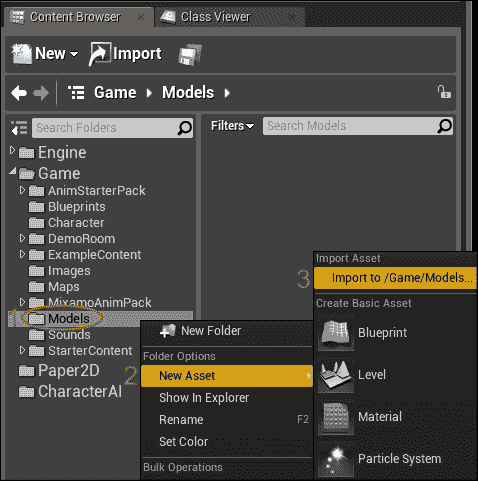 Content Browser
Class Viewer
New
Import
Game
Models
Search Folders
Filters
Search Models
Engine
Game
AnimStarterPack
Blueprints
Character
DemoRoom
ExampleContent
Images
Maps
MixamoAnimPack
1
Models
Sounds
StarterContent
Paper2D
CharacterAI
2
New Folder
Folder Options
New Asset
Show In Explorer
Rename F2
Set Color
Bulk Operations
Import Asset
3
Import to /Game/Models...
Create Basic Asset
Blueprint
Level
Material
Particle System